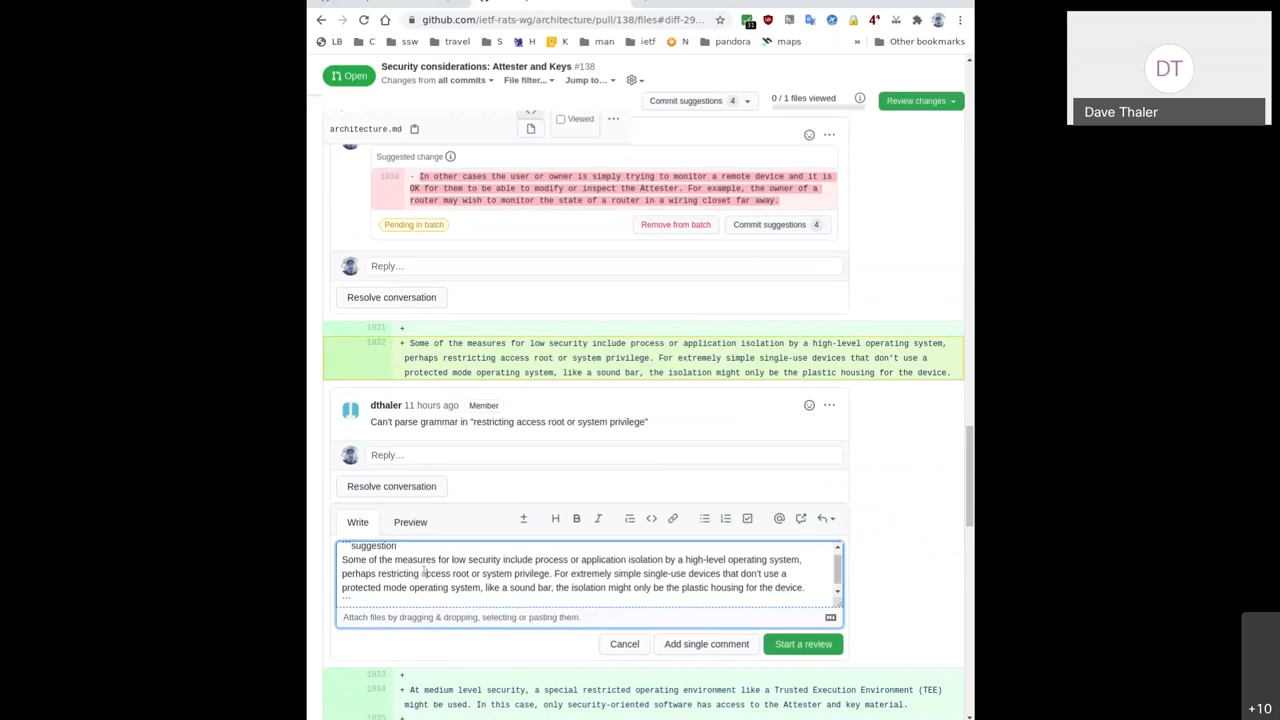 github.com/ietf-rats-wg/architecture/pull/138/files#diff-29...
LB C ssw travel S H K man ietf N pandora maps » Other bookmarks
Open
Security considerations: Attester and Keys #138
Changes from all commits File filter... Jump to...
Commit suggestions 4
0 / 1 files viewed
Review changes
architecture.md
Viewed
Suggested change
1030 - In other cases the user or owner is simply trying to monitor a remote device and it is
OK for them to be able to modify or inspect the Attester. For example, the owner of a
router may wish to monitor the state of a router in a wiring closet far away.
Pending in batch
Remove from batch
Commit suggestions 4
Reply...
Resolve conversation
1031 +
1032 + Some of the measures for low security include process or application isolation by a high-level operating system,
perhaps restricting access root or system privilege. For extremely simple single-use devices that don't use a
protected mode operating system, like a sound bar, the isolation might only be the plastic housing for the device.
dthaler 11 hours ago Member
Can't parse grammar in "restricting access root or system privilege"
Reply...
Resolve conversation
Write Preview
```suggestion
Some of the measures for low security include process or application isolation by a high-level operating system,
perhaps restricting access root or system privilege. For extremely simple single-use devices that don't use a
protected mode operating system, like a sound bar, the isolation might only be the plastic housing for the device.
```
Attach files by dragging & dropping, selecting or pasting them.
Cancel
Add single comment
Start a review
1033 +
1034 + At medium level security, a special restricted operating environment like a Trusted Execution Environment (TEE)
might be used. In this case, only security-oriented software has access to the Attester and key material.
1035 +
DT
Dave Thaler
+10